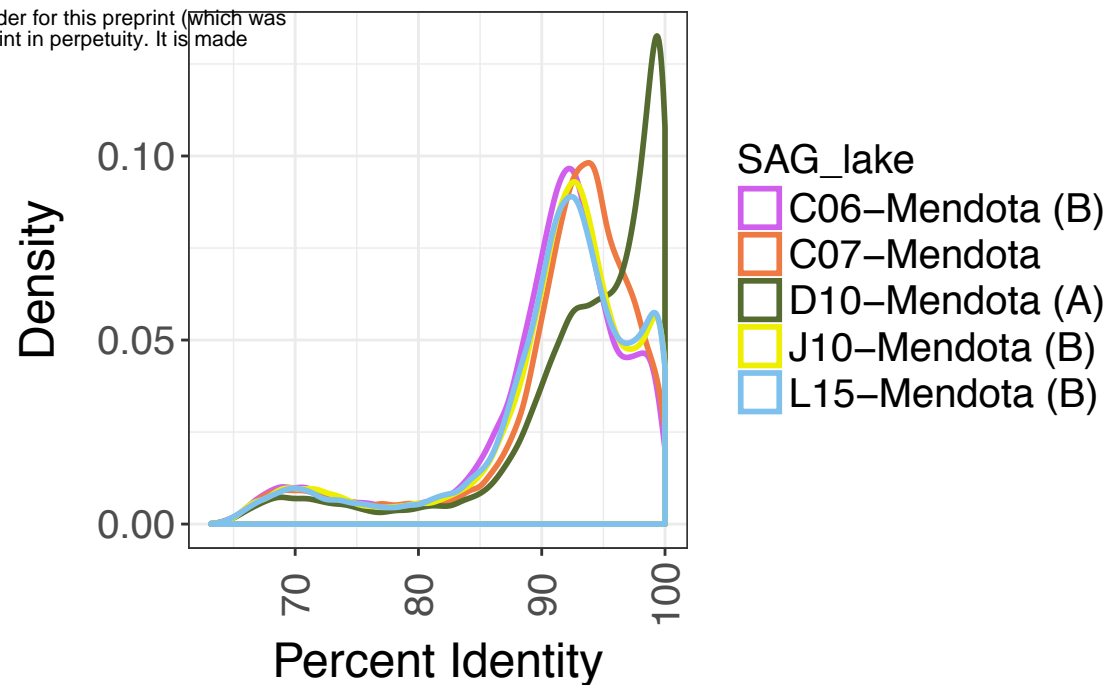 der for this preprint (which was
int in perpetuity. It is made
0.10
0.05
0.00
Density
70
80
90
100
Percent Identity
SAG_lake
C06−Mendota (B)
C07−Mendota
D10−Mendota (A)
J10−Mendota (B)
L15−Mendota (B)